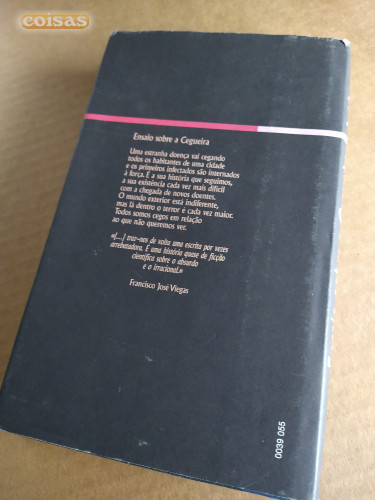 coisas
Ensaio sobre a Cegueira
Uma estranha doença vai cegando
todos os habitantes de uma cidade
e os primeiros infectados são internados
à força. É a sua história que seguimos,
a sua existência cada vez mais difícil
com a chegada de novos doentes.
O mundo exterior está indiferente,
mas lá dentro o terror é cada vez maior.
Todos somos cegos em relação
ao que não queremos ver.
«[...] traz-nos de volta uma escrita por vezes
arrebatadora. É uma história quase de ficção
científica sobre o absurdo
e o irracional.»
Francisco José Viegas
0039 055